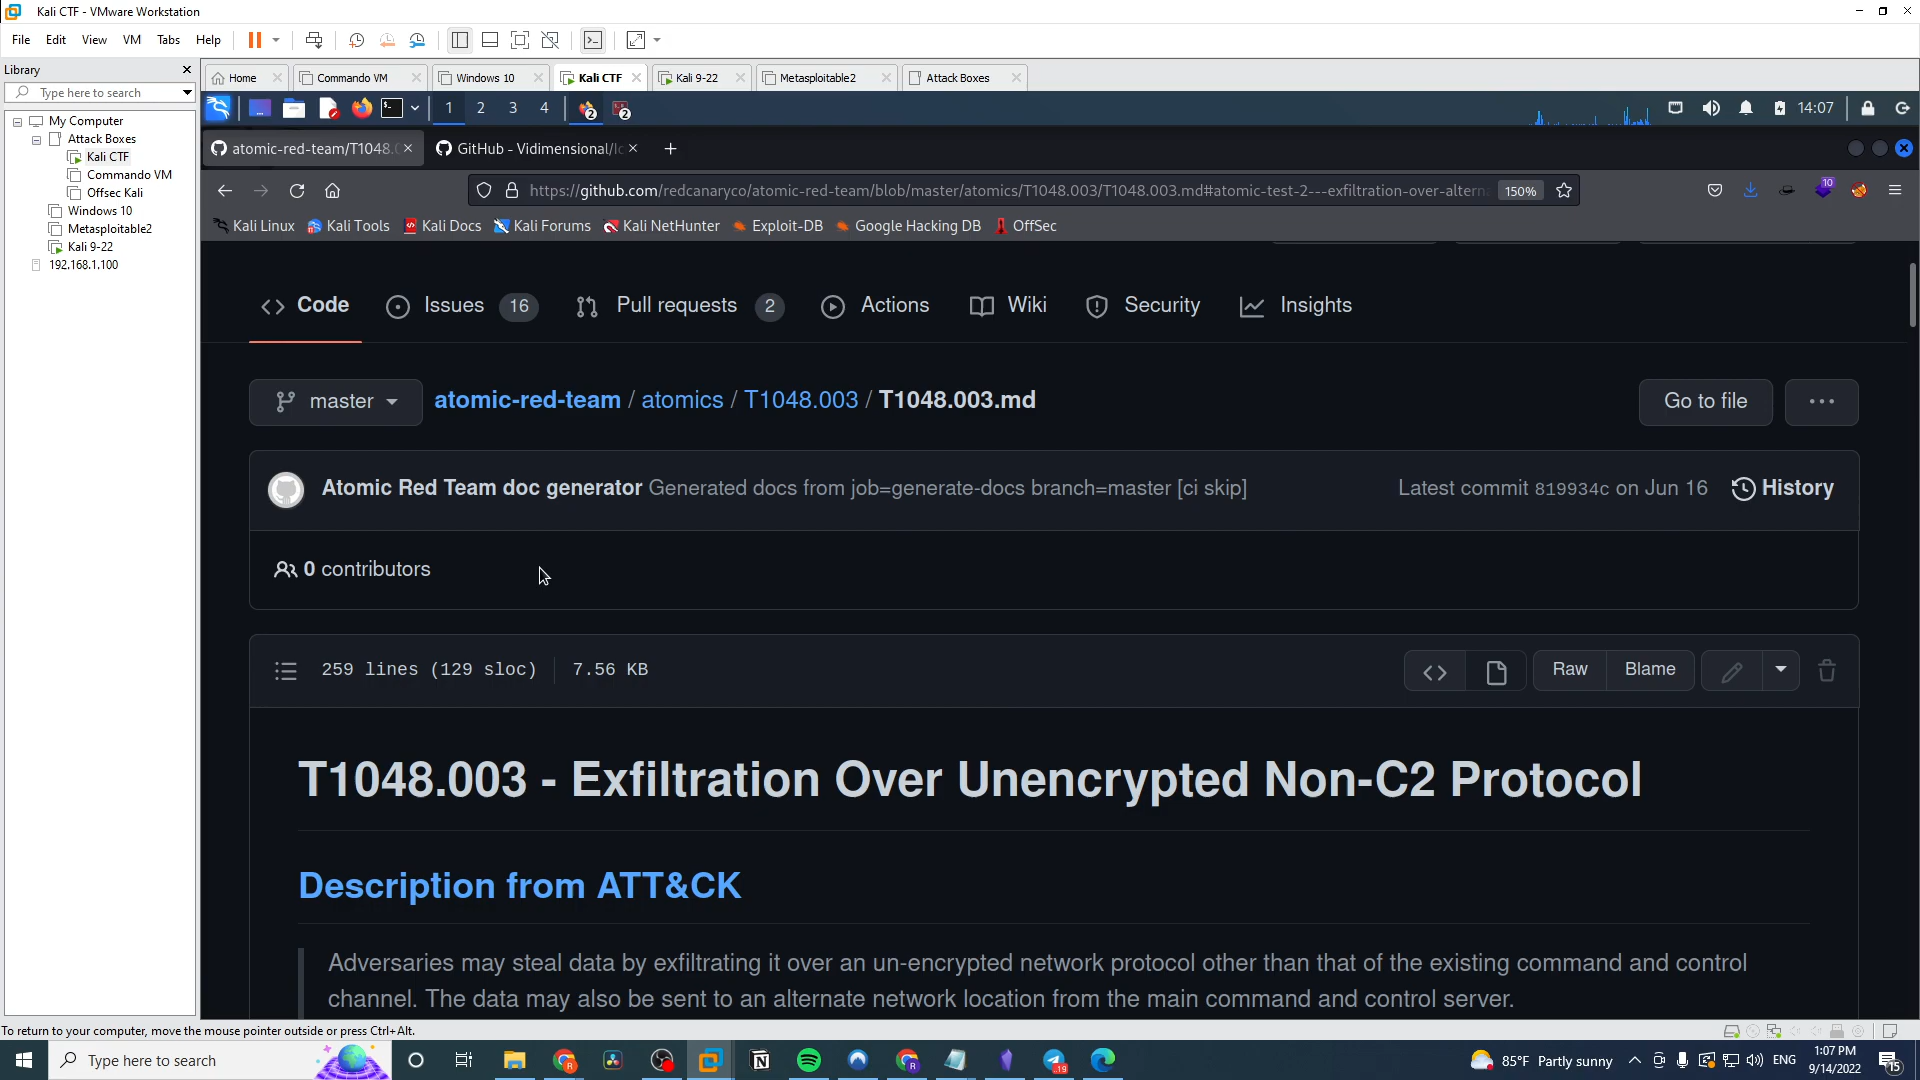 Kali CTF - VMware Workstation
File Edit View VM Tabs Help
Library
Type here to search
My Computer
Attack Boxes
Kali CTF
Commando VM
Offsec Kali
Windows 10
Metasploitable2
Kali 9-22
192.168.1.100
Home Commando VM Windows 10 Kali CTF Kali 9-22 Metasploitable2 Attack Boxes
1 2 3 4 2 2 14:07
atomic-red-team/T1048.0 GitHub - Vidimensional/Ic
https://github.com/redcanaryco/atomic-red-team/blob/master/atomics/T1048.003/T1048.003.md#atomic-test-2---exfiltration-over-altern 150% 10
Kali Linux Kali Tools Kali Docs Kali Forums Kali NetHunter Exploit-DB Google Hacking DB OffSec
Code Issues 16 Pull requests 2 Actions Wiki Security Insights
master atomic-red-team / atomics / T1048.003 / T1048.003.md Go to file ...
Atomic Red Team doc generator Generated docs from job=generate-docs branch=master [ci skip] Latest commit 819934c on Jun 16 History
0 contributors
259 lines (129 sloc) 7.56 KB Raw Blame
T1048.003 - Exfiltration Over Unencrypted Non-C2 Protocol
Description from ATT&CK
Adversaries may steal data by exfiltrating it over an un-encrypted network protocol other than that of the existing command and control
channel. The data may also be sent to an alternate network location from the main command and control server.
To return to your computer, move the mouse pointer outside or press Ctrl+Alt.
Type here to search 19 85°F Partly sunny ENG 1:07 PM 15
9/14/2022